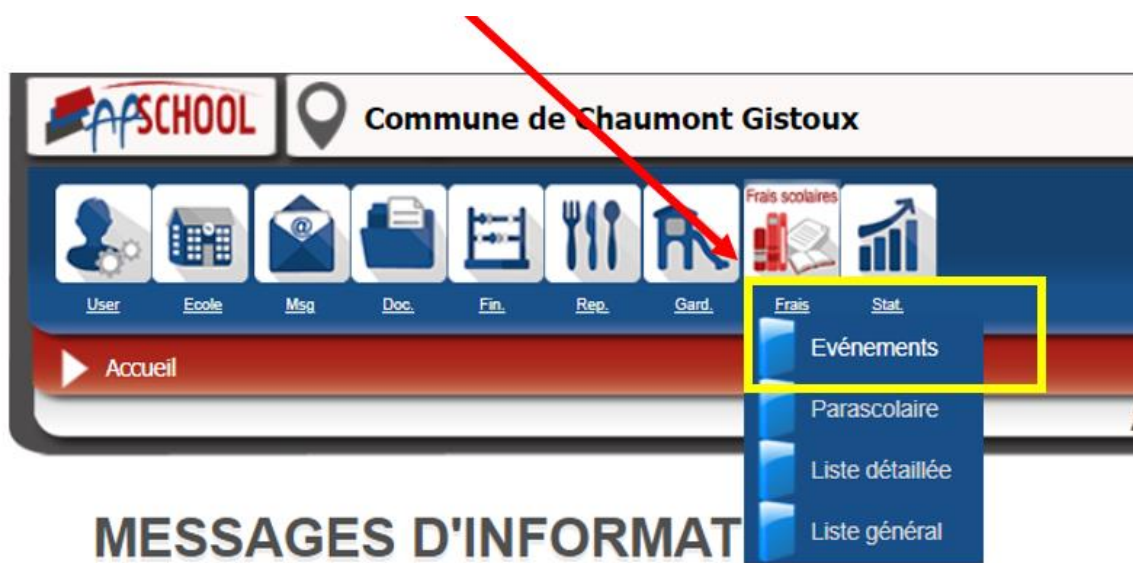 APSCHOOL
Commune de Chaumont Gistoux
Frais scolaires
@
User Ecole Msg Doc. Fin. Rep. Gard. Frais Stat.
Accueil
Evénements
Parascolaire
Liste détaillée
Liste général
MESSAGES D'INFORMAT